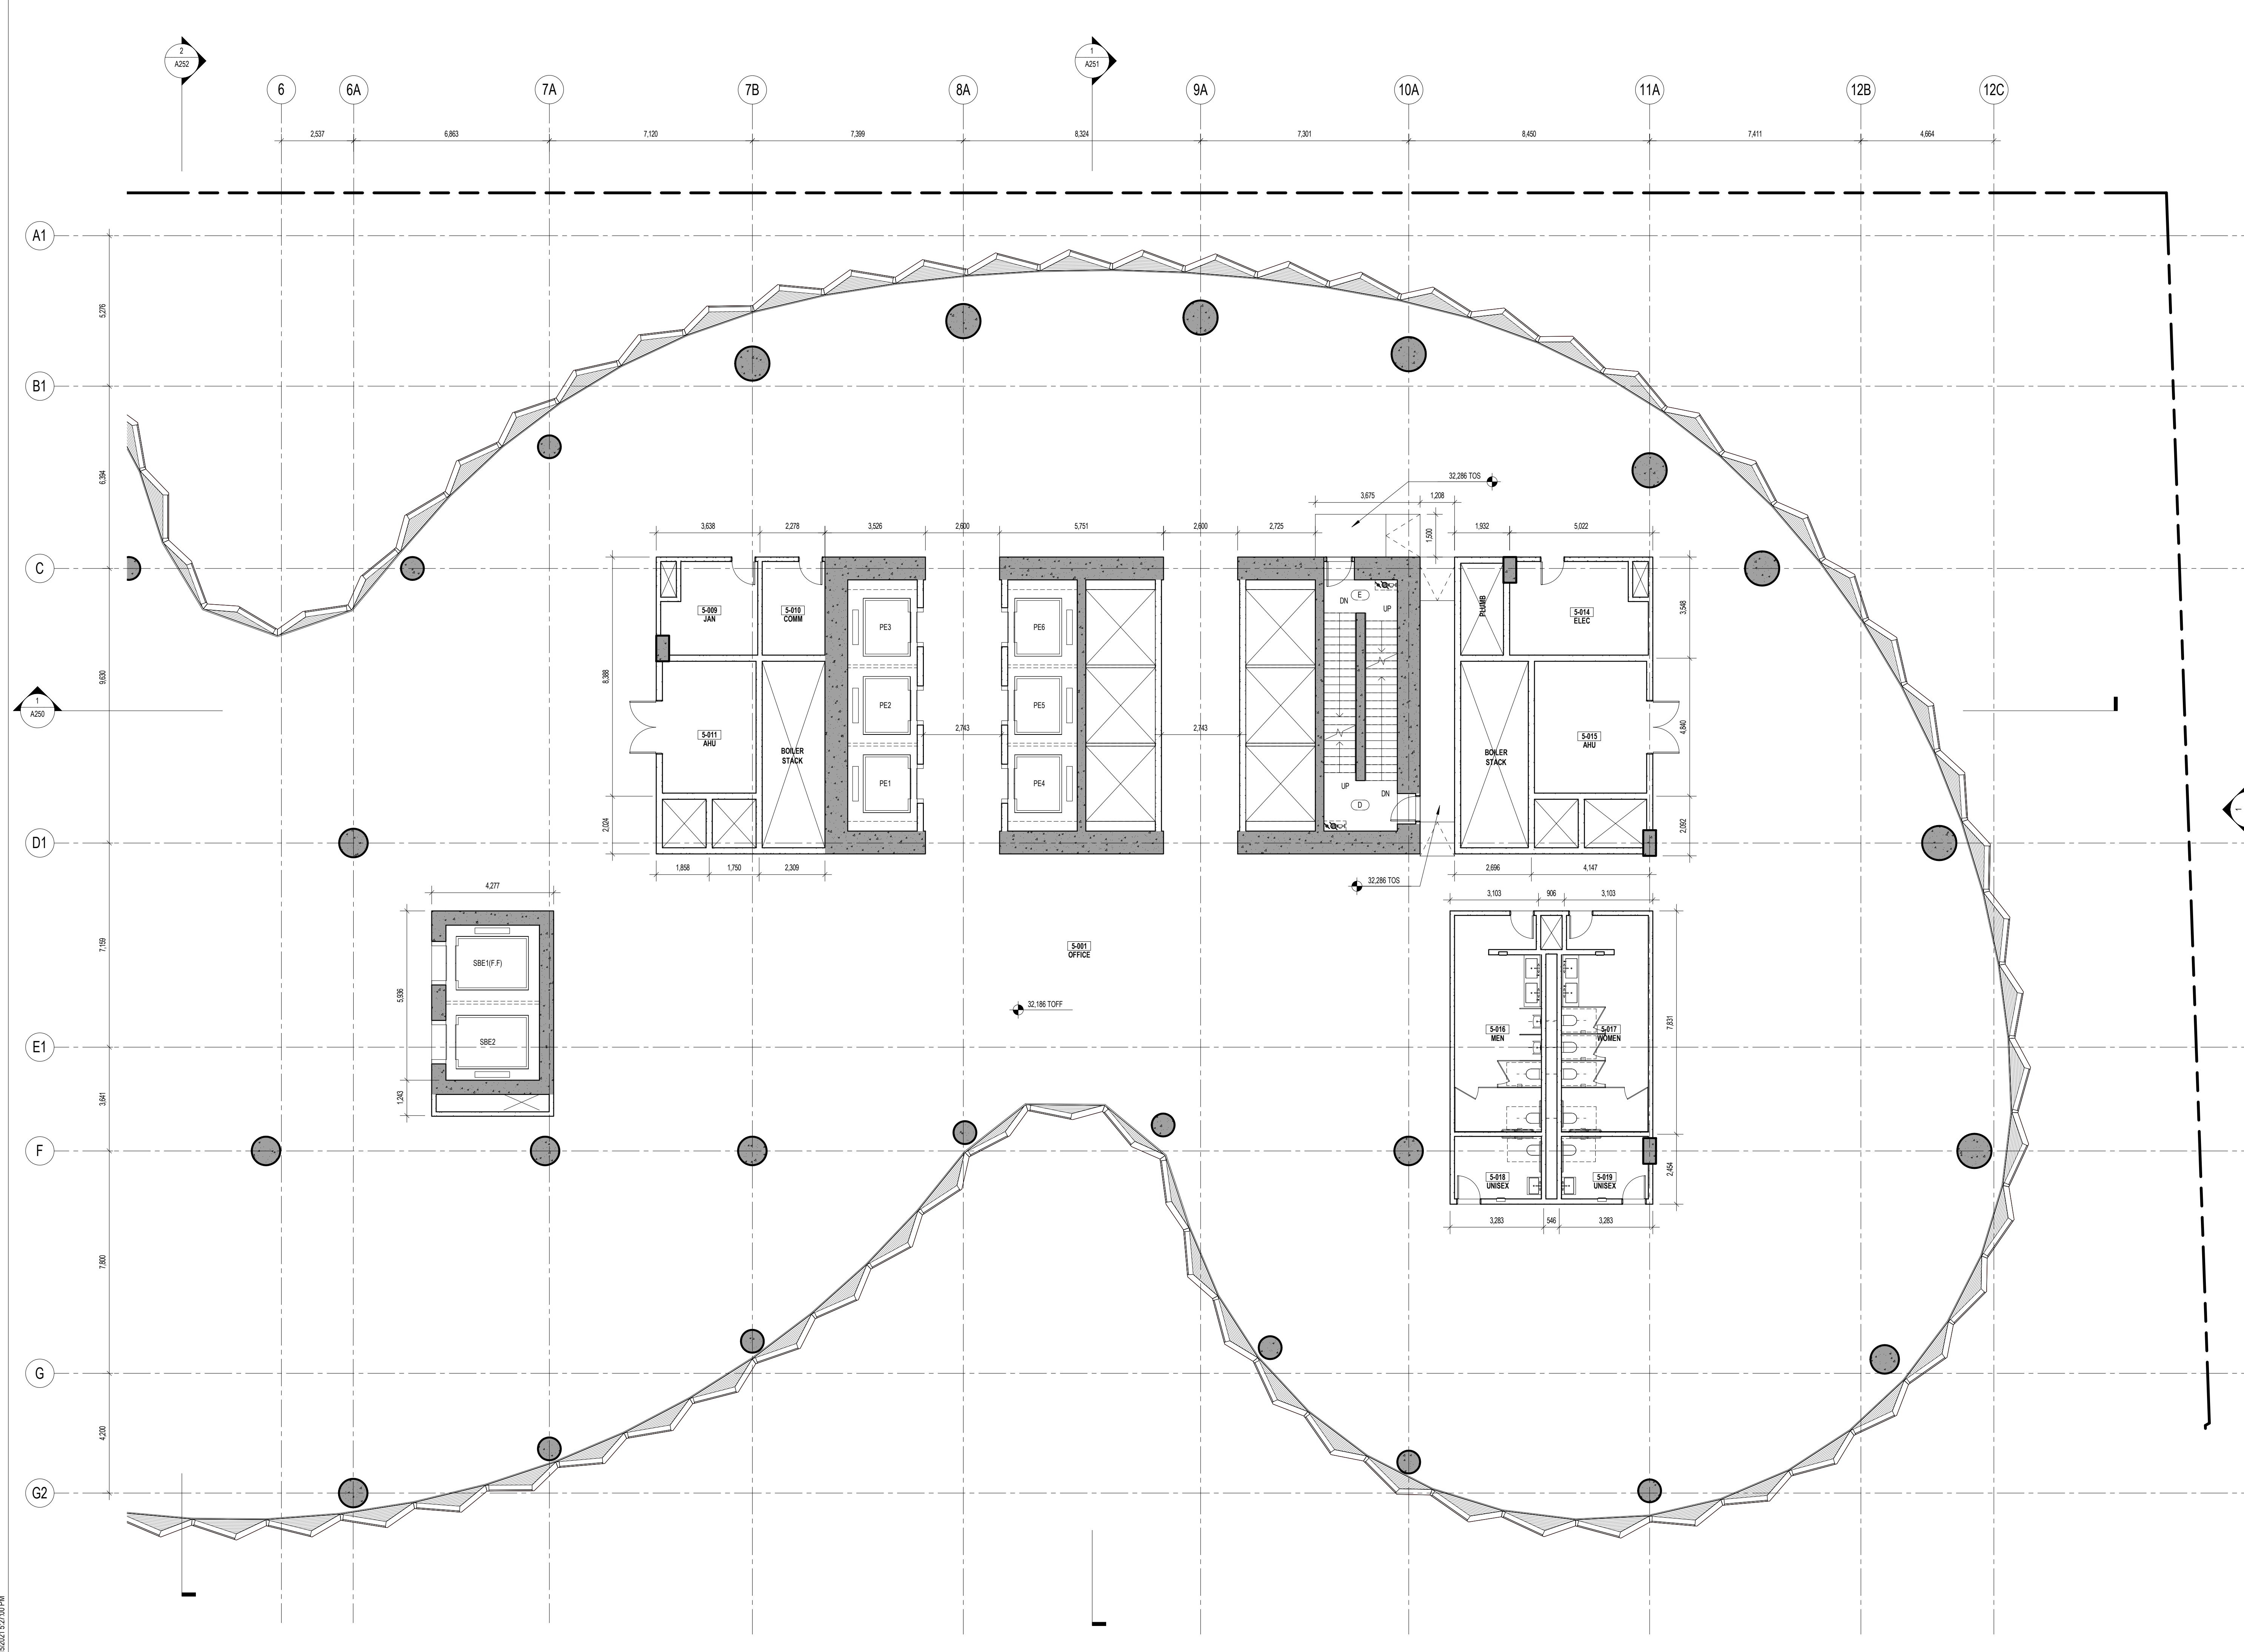 2
A252
1
A251
6
6A
7A
7B
8A
9A
10A
11A
12B
12C
2,537
6,863
7,120
7,399
8,324
7,301
8,450
7,411
4,664
A1
5,276
B1
6,394
32,286 TOS
3,675
1,208
3,638
2,278
3,526
2,600
5,751
2,600
2,725
1,500
1,932
5,022
C
9,630
8,388
5-009
JAN
5-010
COMM
PE3
PE6
DN
E
UP
PLUMB
5-014
ELEC
3,548
1
A250
5-011
AHU
BOILER
STACK
PE2
2,743
PE5
2,743
BOILER
STACK
5-015
AHU
4,840
PE1
PE4
UP
DN
D
2,024
2,092
D1
1,858
1,750
2,309
32,286 TOS
2,696
4,147
4,277
3,103
906
3,103
7,159
5-001
OFFICE
SBE1(F.F)
5,936
32,186 TOFF
5-016
MEN
5-017
WOMEN
7,831
SBE2
E1
3,641
1,243
F
2,454
5-018
UNISEX
5-019
UNISEX
3,283
546
3,283
7,800
G
4,200
G2
5/2021 5:27:00 PM